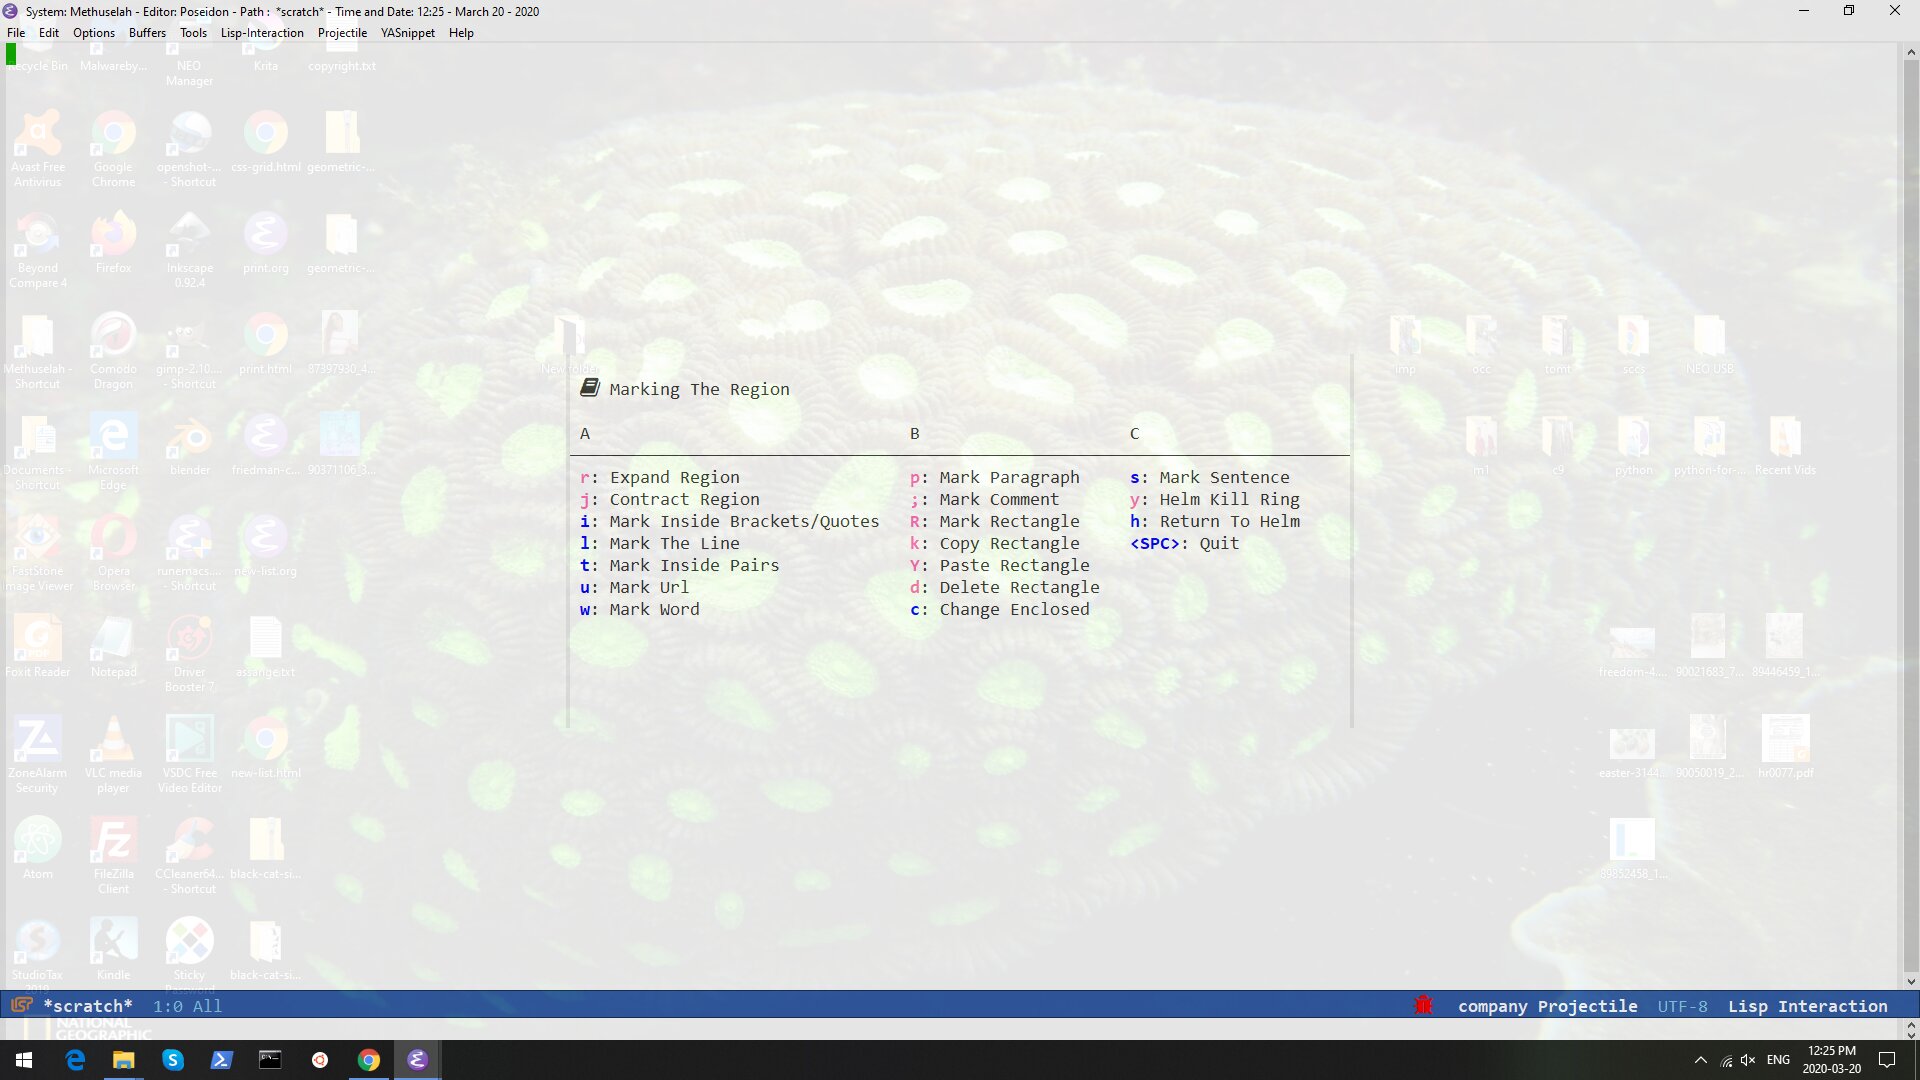 System: Methuselah - Editor: Poseidon - Path : *scratch* - Time and Date: 12:25 - March 20 - 2020
File Edit Options Buffers Tools Lisp-Interaction Projectile YASnippet Help
Recycle Bin Malwareby... NEO Manager Krita copyright.txt
Avast Free Antivirus Google Chrome openshot-... - Shortcut css-grid.html geometric-...
Beyond Compare 4 Firefox Inkscape 0.92.4 print.org geometric-...
Methuselah - Shortcut Comodo Dragon gimp-2.10.... - Shortcut print.html 87397930_4... New folder lmp occ tomt sccs NEO USB
Marking The Region
A B C
r: Expand Region p: Mark Paragraph s: Mark Sentence
j: Contract Region ;: Mark Comment y: Helm Kill Ring
i: Mark Inside Brackets/Quotes R: Mark Rectangle h: Return To Helm
l: Mark The Line k: Copy Rectangle <SPC>: Quit
t: Mark Inside Pairs Y: Paste Rectangle
u: Mark Url d: Delete Rectangle
w: Mark Word c: Change Enclosed
Documents - Shortcut Microsoft Edge blender friedman-c... 90371106_3... m1 c9 python python-for-... Recent Vids
FastStone Image Viewer Opera Browser runemacs.... - Shortcut new-list.org
Foxit Reader Notepad Driver Booster 7 assange.txt freedom-4.... 90021683_7... 89446459_1...
ZoneAlarm Security VLC media player VSDC Free Video Editor new-list.html easter-3144... 90050019_2... hr0077.pdf
Atom FileZilla Client CCleaner64... - Shortcut black-cat-si... 89852458_1...
StudioTax 2019 Kindle Sticky Password black-cat-si...
*scratch* 1:0 All company Projectile UTF-8 Lisp Interaction
NATIONAL
GEOGRAPHIC
ENG 12:25 PM
2020-03-20